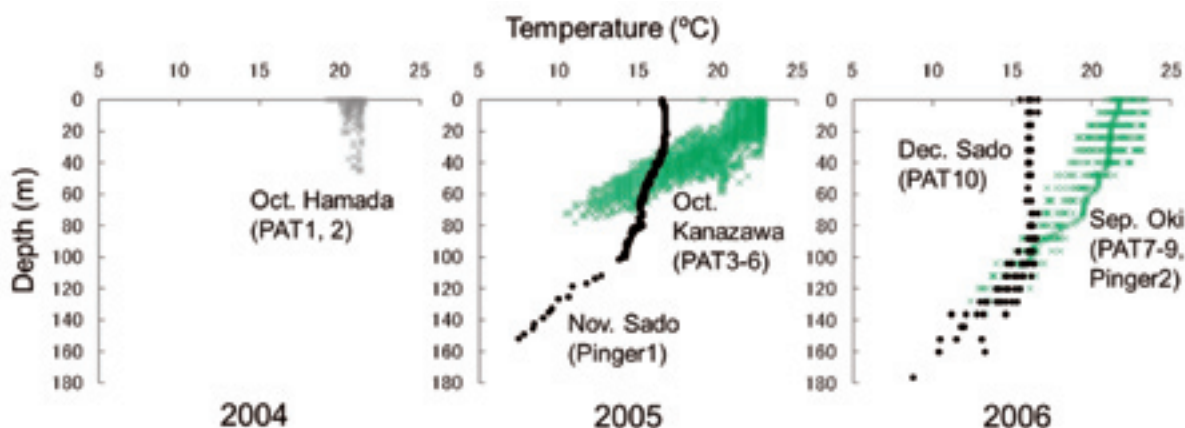 Temperature (ºC)
5 10 15 20 25
5 10 15 20 25
5 10 15 20 25
Depth (m)
0
20
40
60
80
100
120
140
160
180
Oct. Hamada
(PAT1, 2)
2004
0
20
40
60
80
100
120
140
160
180
Oct.
Kanazawa
(PAT3-6)
Nov. Sado
(Pinger1)
2005
0
20
40
60
80
100
120
140
160
180
Dec. Sado
(PAT10)
Sep. Oki
(PAT7-9,
Pinger2)
2006